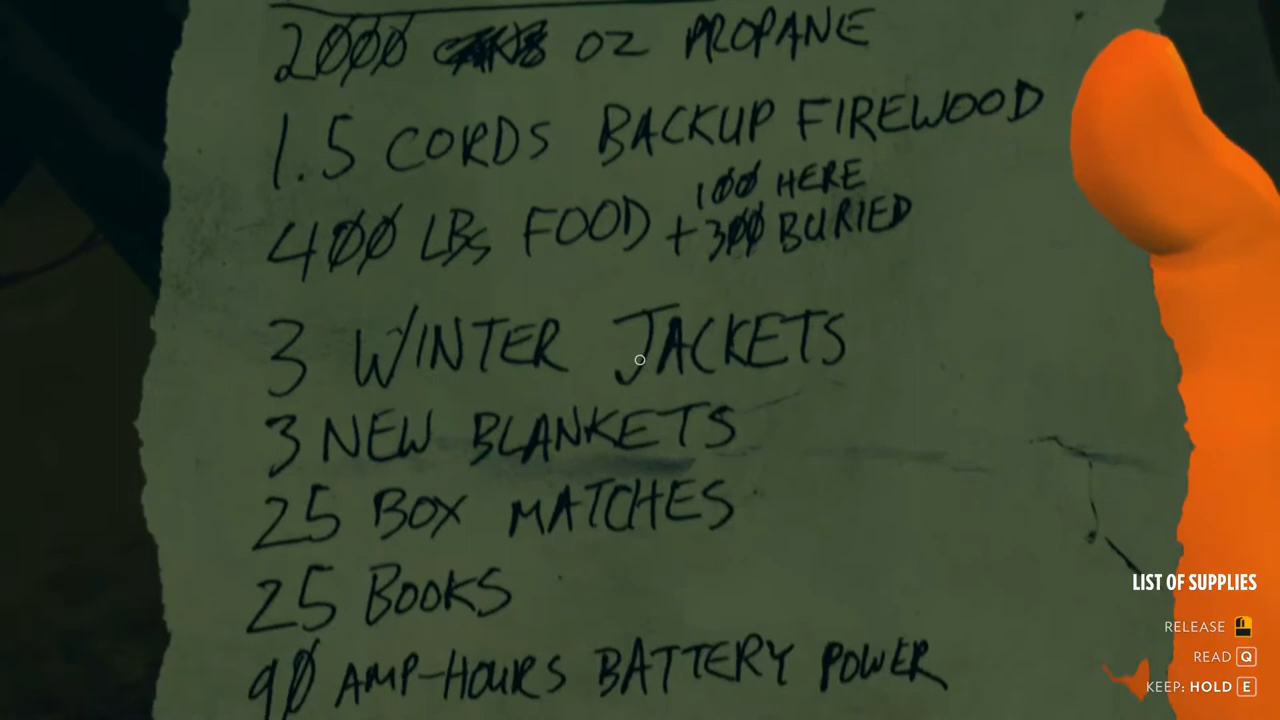 2000 OZ PROPANE
1.5 CORDS BACKUP FIREWOOD
400 LBS FOOD + 100 HERE
300 BURIED
3 WINTER JACKETS
3 NEW BLANKETS
25 BOX MATCHES
25 BOOKS
90 AMP-HOURS BATTERY POWER
LIST OF SUPPLIES
RELEASE
READ Q
KEEP: HOLD E